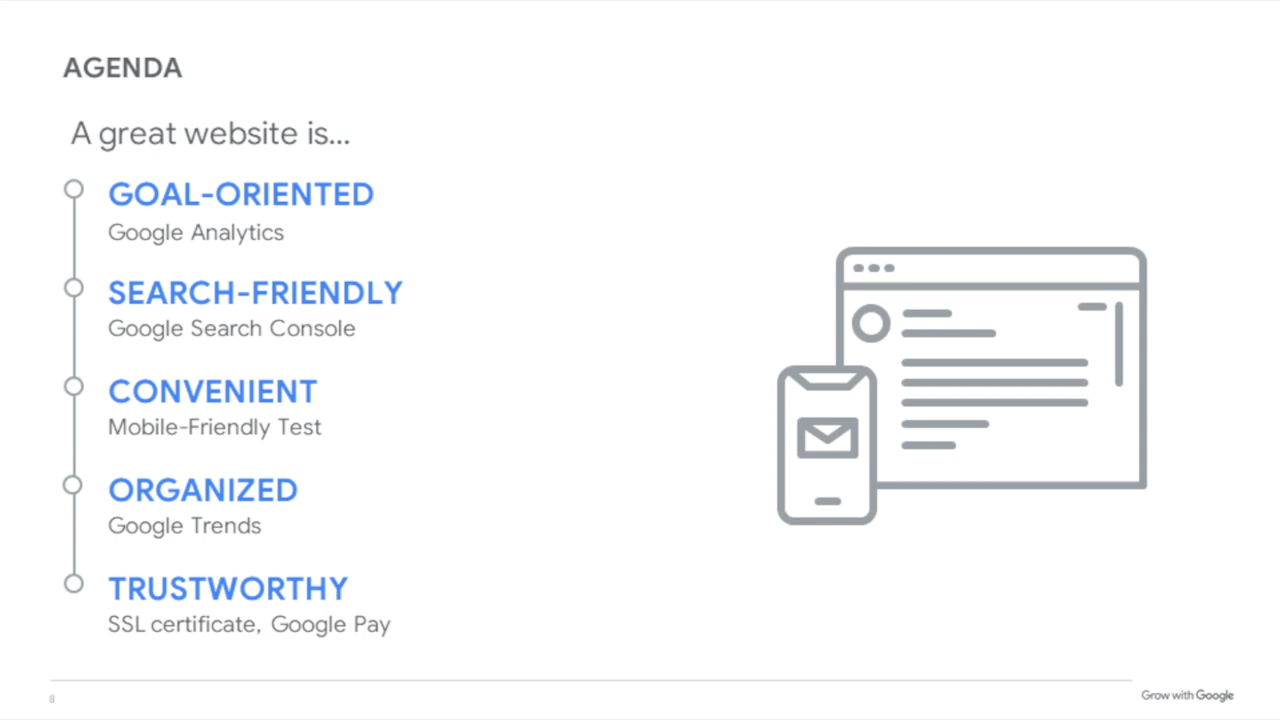 AGENDA
A great website is...
GOAL-ORIENTED
Google Analytics
SEARCH-FRIENDLY
Google Search Console
CONVENIENT
Mobile-Friendly Test
ORGANIZED
Google Trends
TRUSTWORTHY
SSL certificate, Google Pay
8
Grow with Google